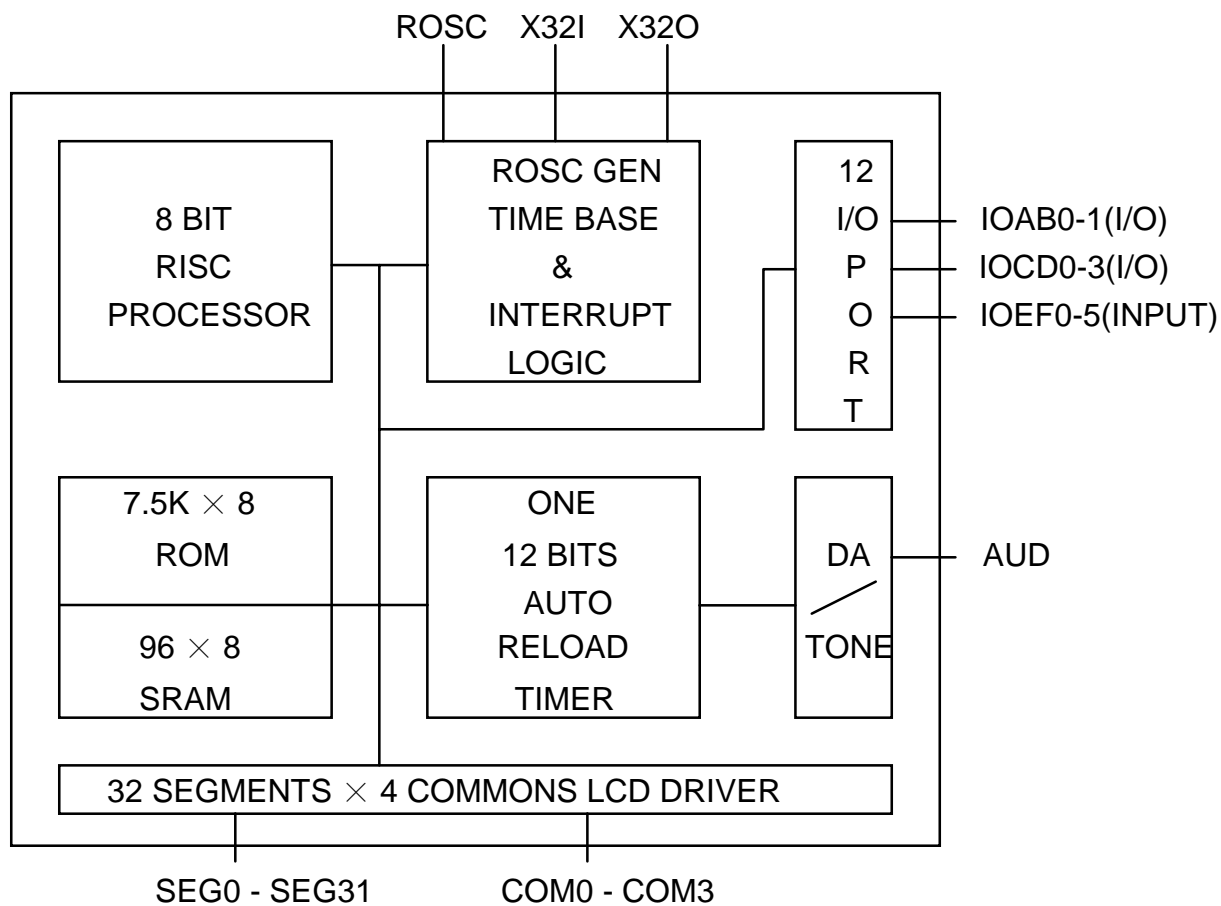 ROSC X32I X32O
8 BIT
RISC
PROCESSOR
ROSC GEN
TIME BASE
&
INTERRUPT
LOGIC
12
I/O
P
O
R
T
IOAB0-1(I/O)
IOCD0-3(I/O)
IOEF0-5(INPUT)
7.5K × 8
ROM
96 × 8
SRAM
ONE
12 BITS
AUTO
RELOAD
TIMER
DA
/
TONE
AUD
32 SEGMENTS × 4 COMMONS LCD DRIVER
SEG0 - SEG31 COM0 - COM3